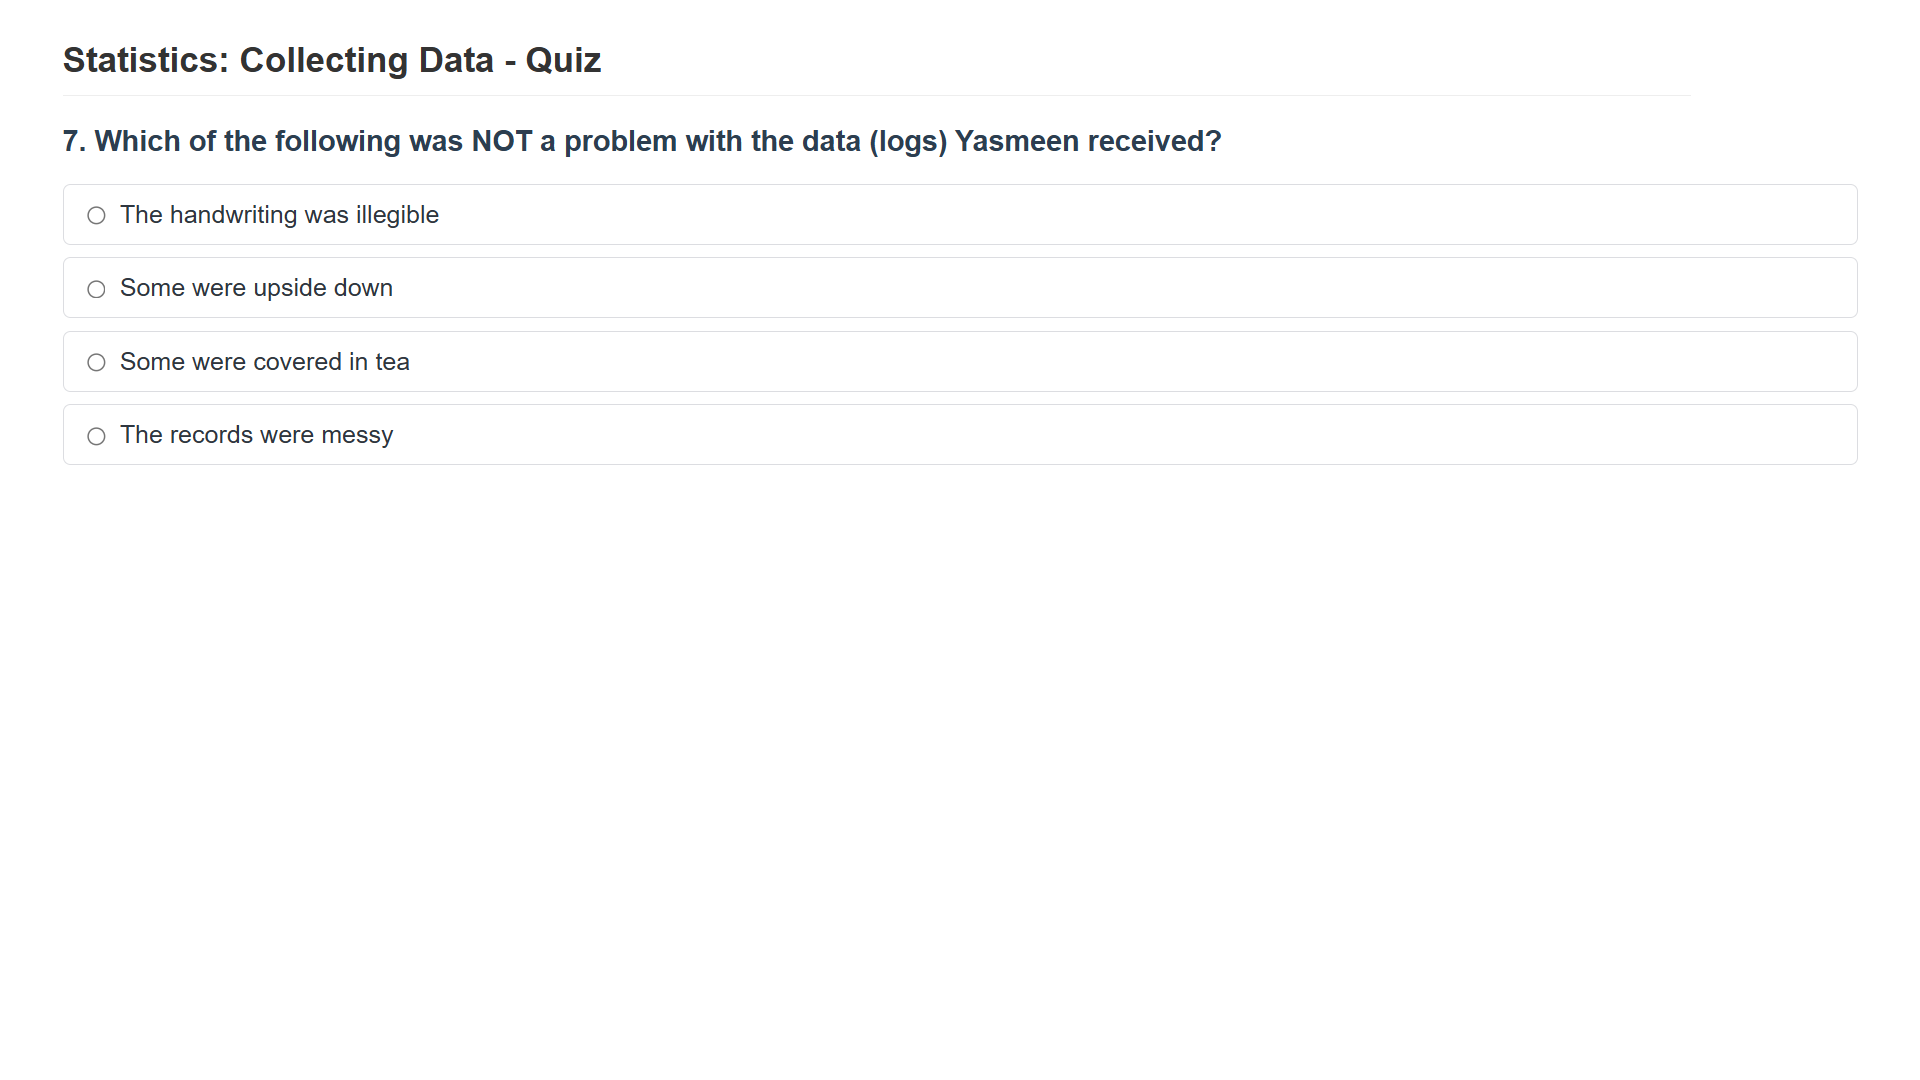 Statistics: Collecting Data - Quiz
7. Which of the following was NOT a problem with the data (logs) Yasmeen received?
The handwriting was illegible
Some were upside down
Some were covered in tea
The records were messy